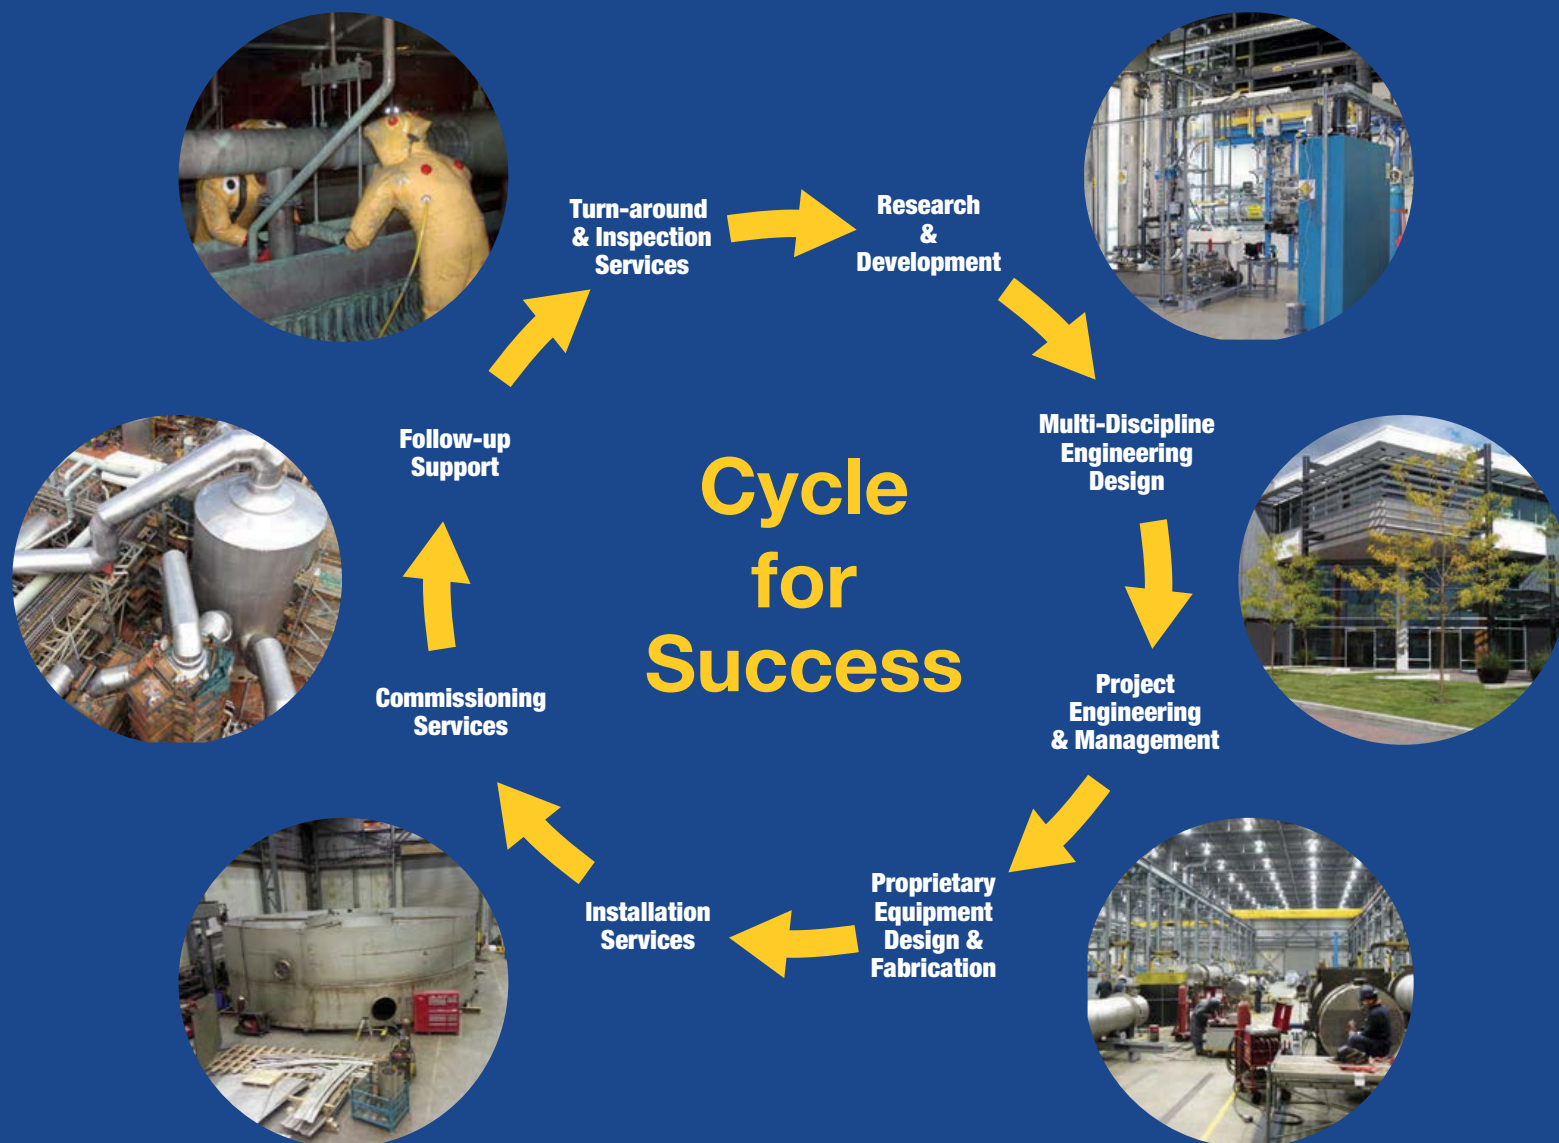 Turn-around
& Inspection
Services
Research
&
Development
Multi-Discipline
Engineering
Design
Project
Engineering
& Management
Proprietary
Equipment
Design &
Fabrication
Installation
Services
Commissioning
Services
Follow-up
Support
Cycle
for
Success